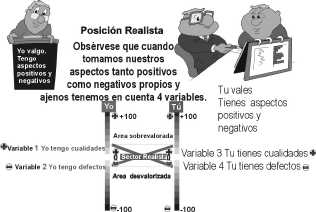 Posición Realista
Yo valgo.
Tengo
aspectos
positivos y
negativos
Obsérvese que cuando
tomamos nuestros
aspectos tanto positivos
como negativos propios y
ajenos tenemos en cuenta 4 variables.
E
Tu vales
Tienes aspectos
positivos y
negativos
Yo
Tú
+100
+100
Area sobrevalorada
Variable 1 Yo tengo cualidades
Sector Realista
Variable 3 Tu tienes cualidades
Variable 2 Yo tengo defectos
Variable 4 Tu tienes defectos
Area desvalorizada
-100
-100